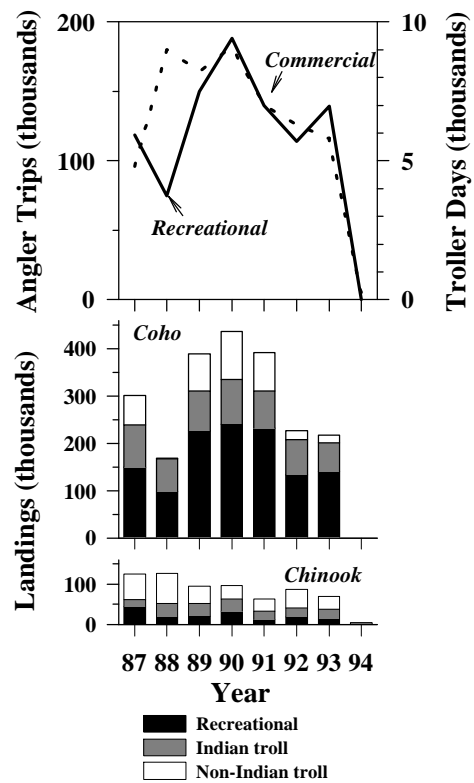 Angler Trips (thousands)
200
100
0
Commercial
Recreational
10
5
0
Troller Days (thousands)
Landings (thousands)
Coho
400
300
200
100
0
Chinook
100
0
87 88 89 90 91 92 93 94
Year
Recreational
Indian troll
Non-Indian troll